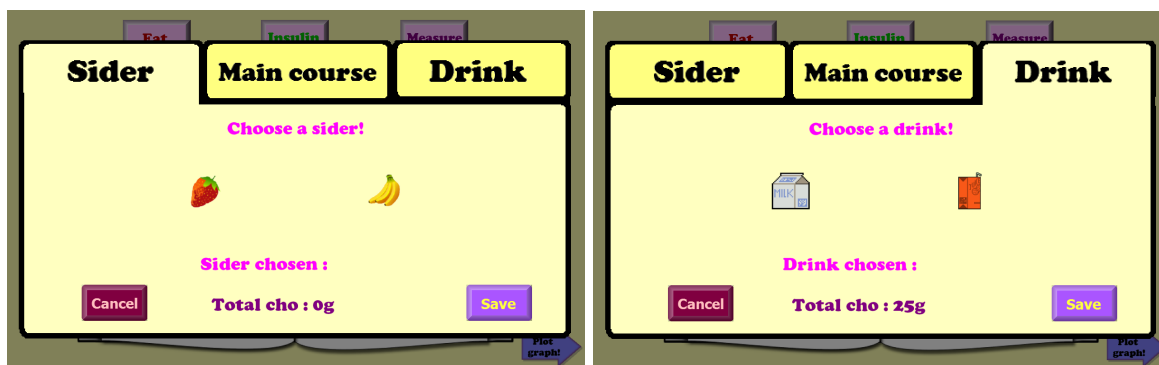 Eat Insulin Measure
Sider Main course Drink
Choose a sider!
Sider chosen :
Cancel Total cho : 0g Save
Plot
graph!
Eat Insulin Measure
Sider Main course Drink
Choose a drink!
MILK
Drink chosen :
Cancel Total cho : 25g Save
Plot
graph!